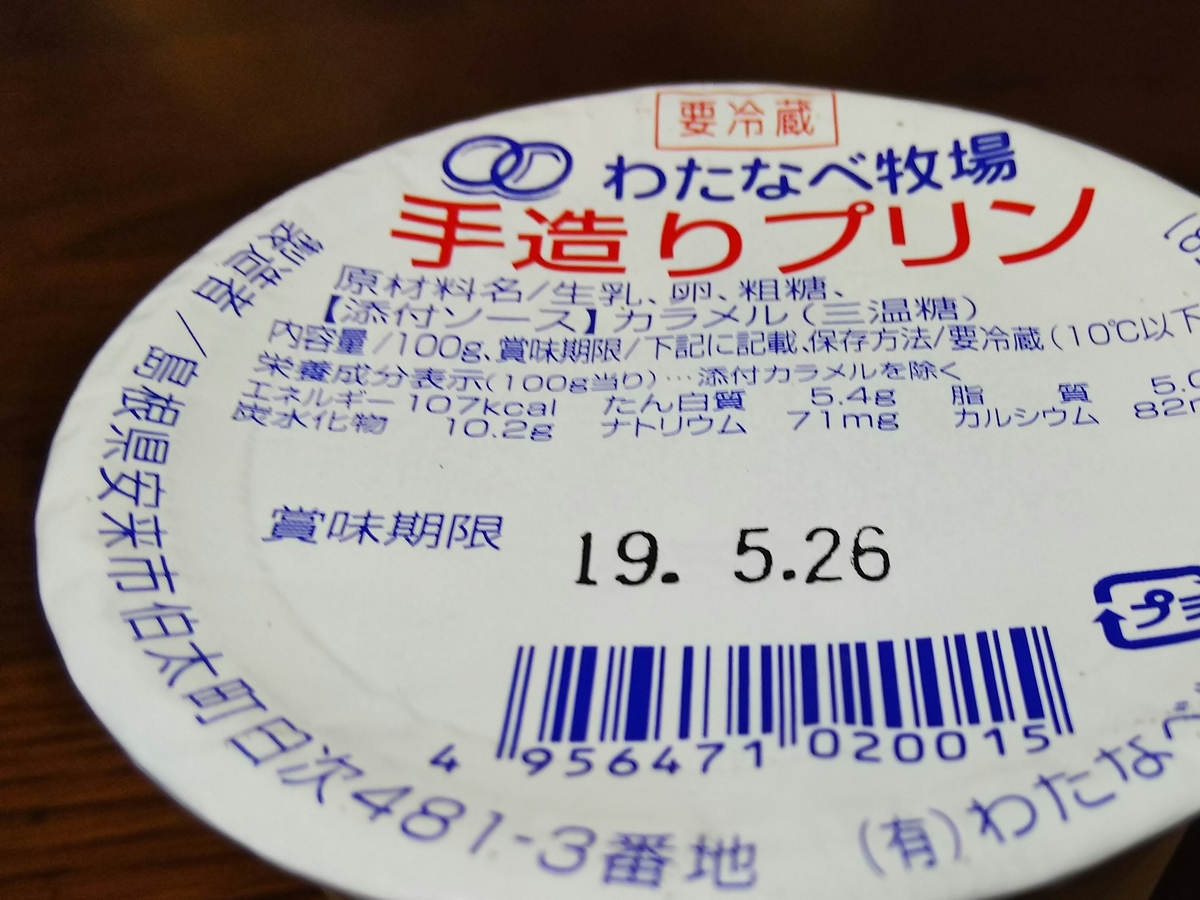 要冷蔵
わたなべ牧場
手造りプリン
原材料名/生乳、卵、粗糖、
【添付ソース】カラメル(三温糖)
内容量/100g、賞味期限/下記に記載、保存方法/要冷蔵(10℃以下
栄養成分表示(100g当り)…添付カラメルを除く
エネルギー 107kcal たん白質 5.4g 脂 質 5.0
炭水化物 10.2g ナトリウム 71mg カルシウム 82m
賞味期限 19. 5.26
プラ
4 956471 020015
製造者/島根県安来市伯太町日次481-3番地
(有)わたなべ